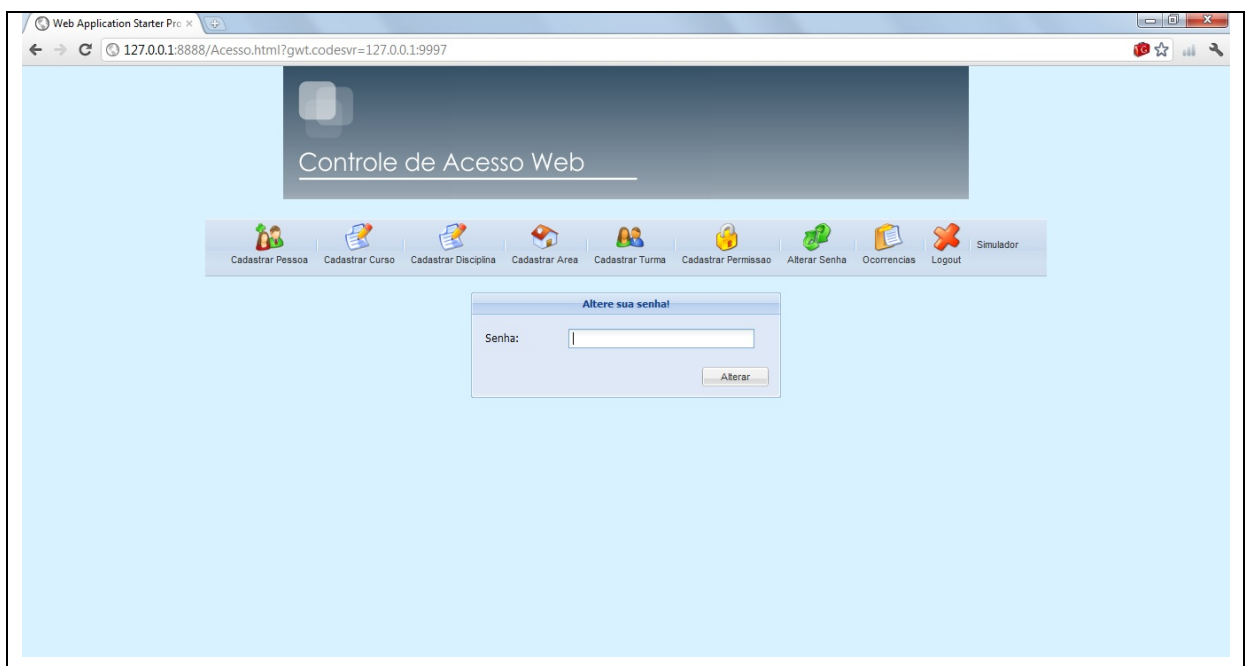 Web Application Starter Pro
127.0.0.1:8888/Acesso.html?gwt.codesvr=127.0.0.1:9997
Controle de Acesso Web
Cadastrar Pessoa Cadastrar Curso Cadastrar Disciplina Cadastrar Area Cadastrar Turma Cadastrar Permissao Alterar Senha Ocorrencias Logout Simulador
Altere sua senha!
Senha:
Alterar